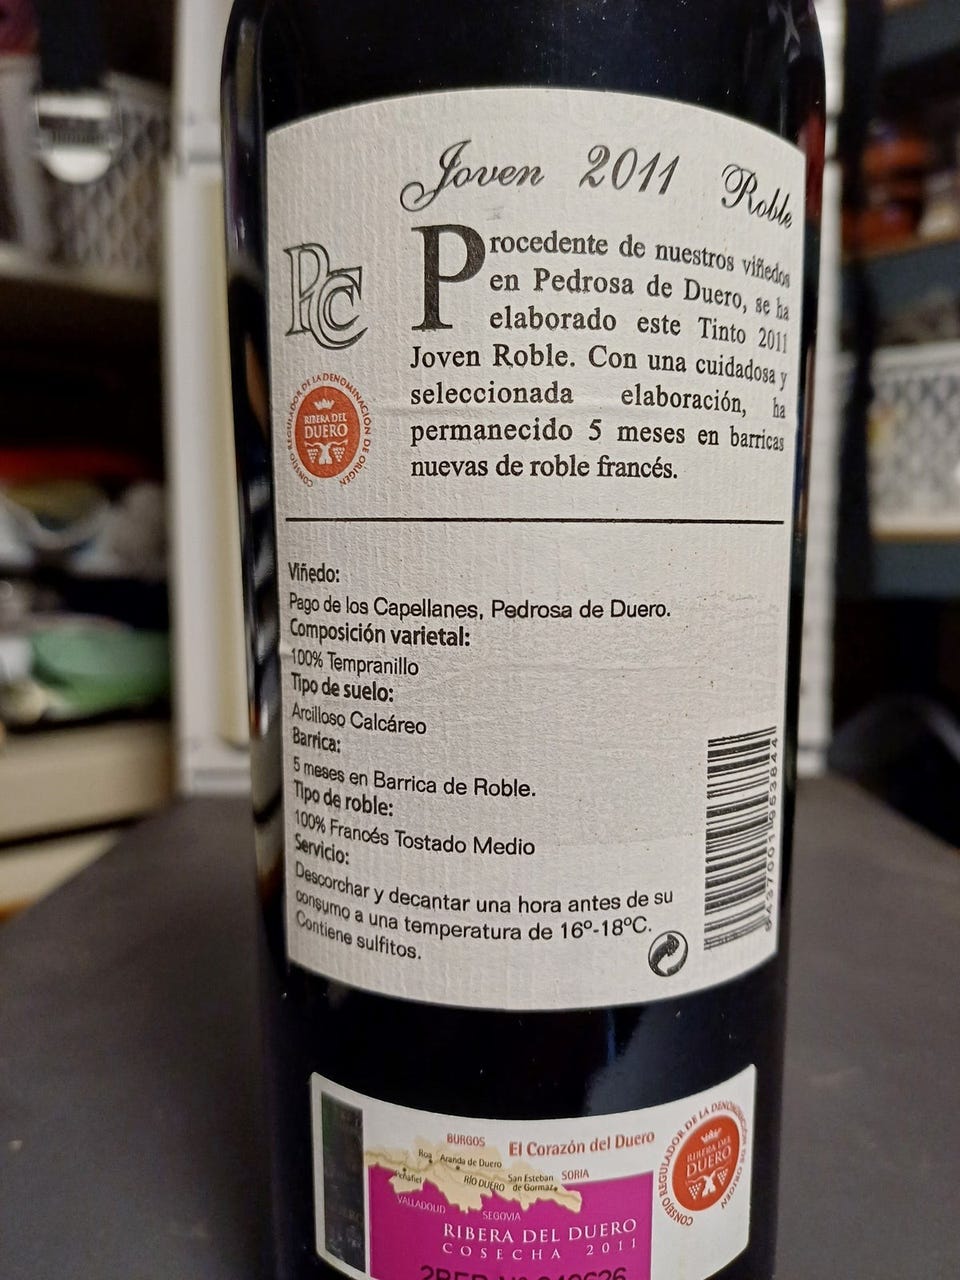 Joven 2011 Roble
PCC
Procedente de nuestros viñedos
en Pedrosa de Duero, se ha
elaborado este Tinto 2011
Joven Roble. Con una cuidadosa y
seleccionada elaboración, ha
permanecido 5 meses en barricas
nuevas de roble francés.
CONSEJO REGULADOR DE LA DENOMINACIÓN DE ORIGEN
RIBERA DEL
DUERO
Viñedo:
Pago de los Capellanes, Pedrosa de Duero.
Composición varietal:
100% Tempranillo
Tipo de suelo:
Arcilloso Calcáreo
Barrica:
5 meses en Barrica de Roble.
Tipo de roble:
100% Francés Tostado Medio
Servicio:
Descorchar y decantar una hora antes de su
consumo a una temperatura de 16º-18ºC.
Contiene sulfitos.
BURGOS
El Corazón del Duero
Roa
Aranda de Duero
Peñafiel
RÍO DUERO
San Esteban
de Gormaz
SORIA
VALLADOLID
SEGOVIA
RIBERA DEL DUERO
COSECHA 2011
CONSEJO REGULADOR DE LA DENOMINACIÓN DE ORIGEN
RIBERA DEL
DUERO